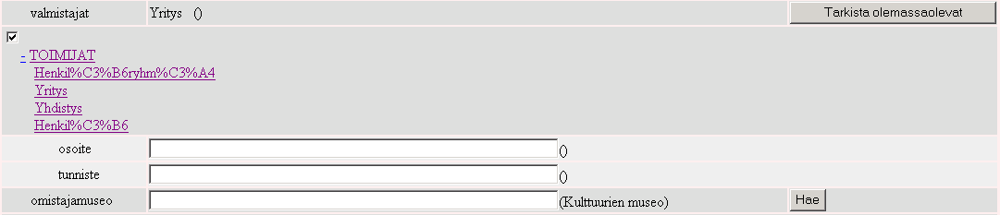 valmistajat Yritys () Tarkista olemassaolevat
- TOIMIJAT
Henkil%C3%B6ryhm%C3%A4
Yritys
Yhdistys
Henkil%C3%B6
osoite ()
tunniste ()
omistajamuseo (Kulttuurien museo) Hae